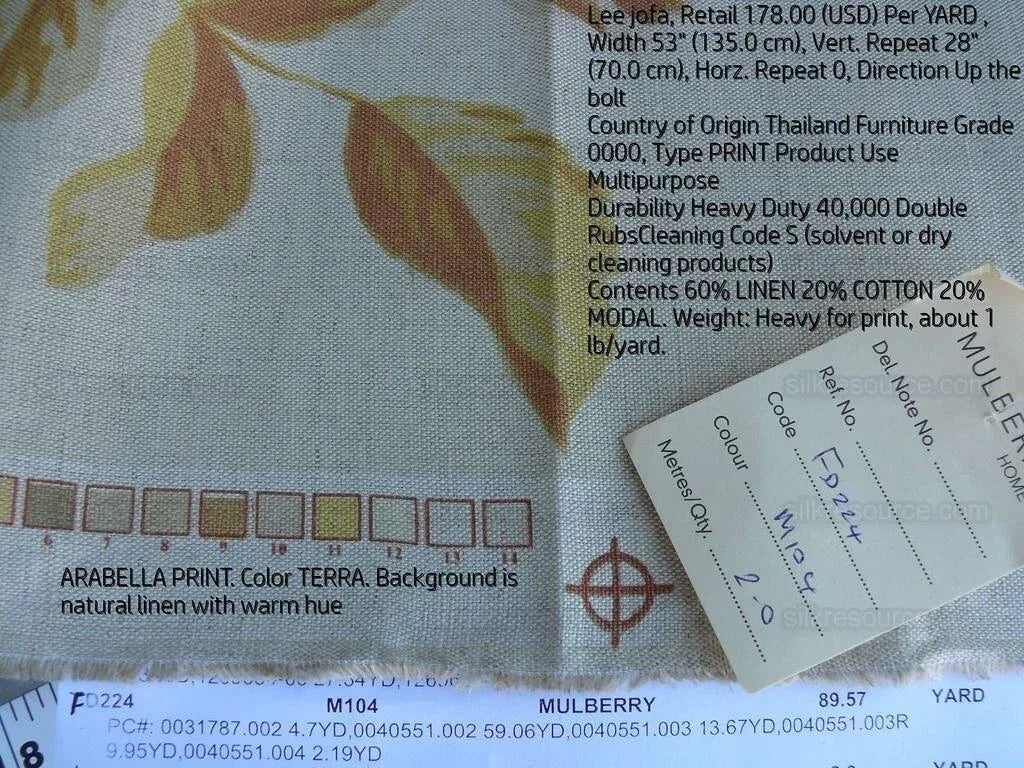 Lee jofa, Retail 178.00 (USD) Per YARD ,
Width 53" (135.0 cm), Vert. Repeat 28"
(70.0 cm), Horz. Repeat 0, Direction Up the
bolt
Country of Origin Thailand Furniture Grade
0000, Type PRINT Product Use
Multipurpose
Durability Heavy Duty 40,000 Double
RubsCleaning Code S (solvent or dry
cleaning products)
Contents 60% LINEN 20% COTTON 20%
MODAL. Weight: Heavy for print, about 1
lb/yard.
HOME
Del. Note No.
Ref. No.
Code FD224
Colour M104
Metres/Qty. 2-0
silkresource.com
silkresource.com
6 7 8 9 10 11 12 13 14
ARABELLA PRINT. Color TERRA. Background is
natural linen with warm hue
FD224 M104 MULBERRY 89.57 YARD
PC#: 0031787.002 4.7YD,0040551.002 59.06YD,0040551.003 13.67YD,0040551.003R
9.95YD,0040551.004 2.19YD
8